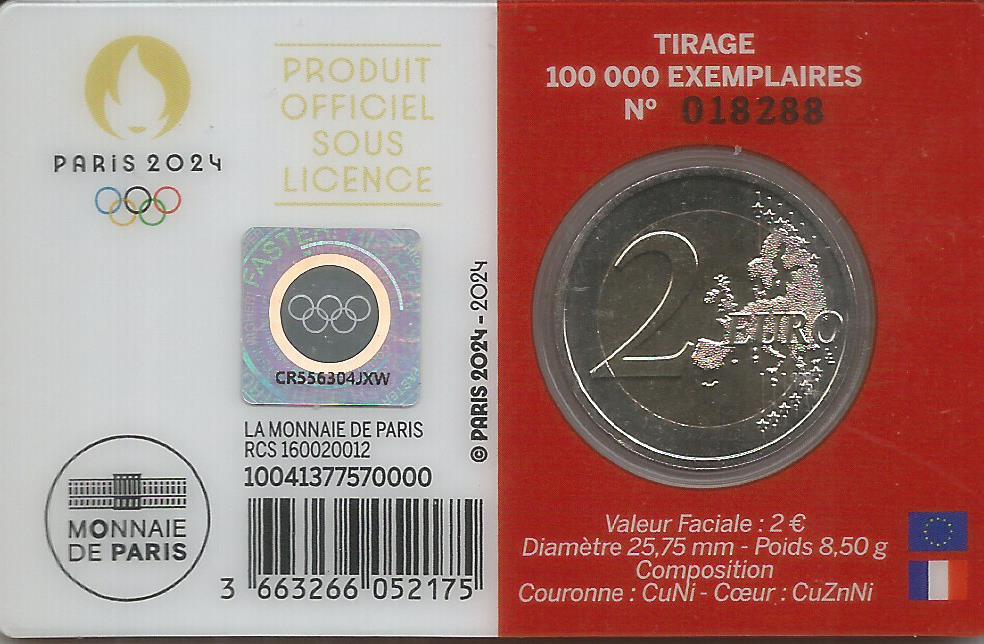 PARIS 2024
PRODUIT
OFFICIEL
SOUS
LICENCE
FASTER
CR556304JXW
LA MONNAIE DE PARIS
RCS 160020012
10041377570000
3 663266 052175
MONNAIE
DE PARIS
© PARIS 2024 - 2024
TIRAGE
100 000 EXEMPLAIRES
Nº 018288
2 EURO
Valeur Faciale : 2 €
Diamètre 25,75 mm - Poids 8,50 g
Composition
Couronne : CuNi - Cœur : CuZnNi